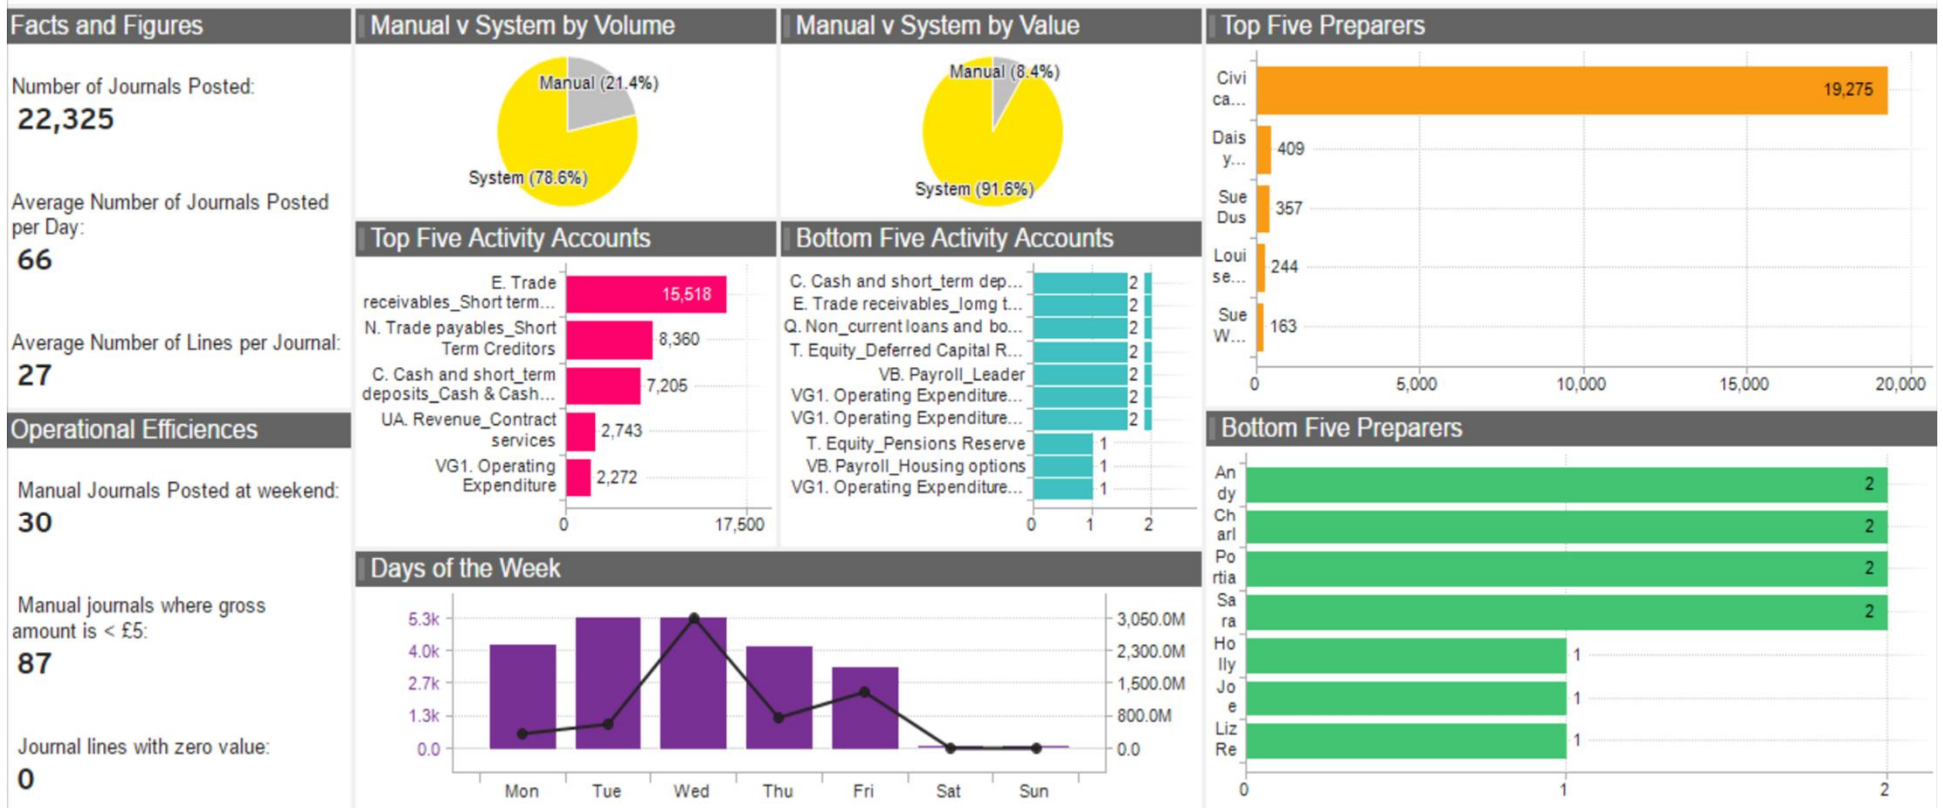 Facts and Figures
Number of Journals Posted:
22,325
Average Number of Journals Posted
per Day:
66
Average Number of Lines per Journal:
27
Operational Efficiences
Manual Journals Posted at weekend:
30
Manual journals where gross
amount is < £5:
87
Journal lines with zero value:
0
Manual v System by Volume
Manual (21.4%)
System (78.6%)
Manual v System by Value
Manual (8.4%)
System (91.6%)
Top Five Activity Accounts
E. Trade
receivables_Short term...
15,518
N. Trade payables_Short
Term Creditors
8,360
C. Cash and short_term
deposits_Cash & Cash...
7,205
UA. Revenue_Contract
services
2,743
VG1. Operating
Expenditure
2,272
0 17,500
Bottom Five Activity Accounts
C. Cash and short_term dep... 2
E. Trade receivables_lomg t... 2
Q. Non_current loans and bo... 2
T. Equity_Deferred Capital R... 2
VB. Payroll_Leader 2
VG1. Operating Expenditure... 2
VG1. Operating Expenditure... 2
T. Equity_Pensions Reserve 1
VB. Payroll_Housing options 1
VG1. Operating Expenditure... 1
0 1 2
Days of the Week
5.3k 3,050.0M
4.0k 2,300.0M
2.7k 1,500.0M
1.3k 800.0M
0.0 0.0
Mon Tue Wed Thu Fri Sat Sun
Top Five Preparers
Civi
ca...
19,275
Dais
y...
409
Sue
Dus
357
Loui
se...
244
Sue
W...
163
0 5,000 10,000 15,000 20,000
Bottom Five Preparers
An
dy
2
Ch
arl
2
Po
rtia
2
Sa
ra
2
Ho
lly
1
Jo
e
1
Liz
Re
1
0 1 2